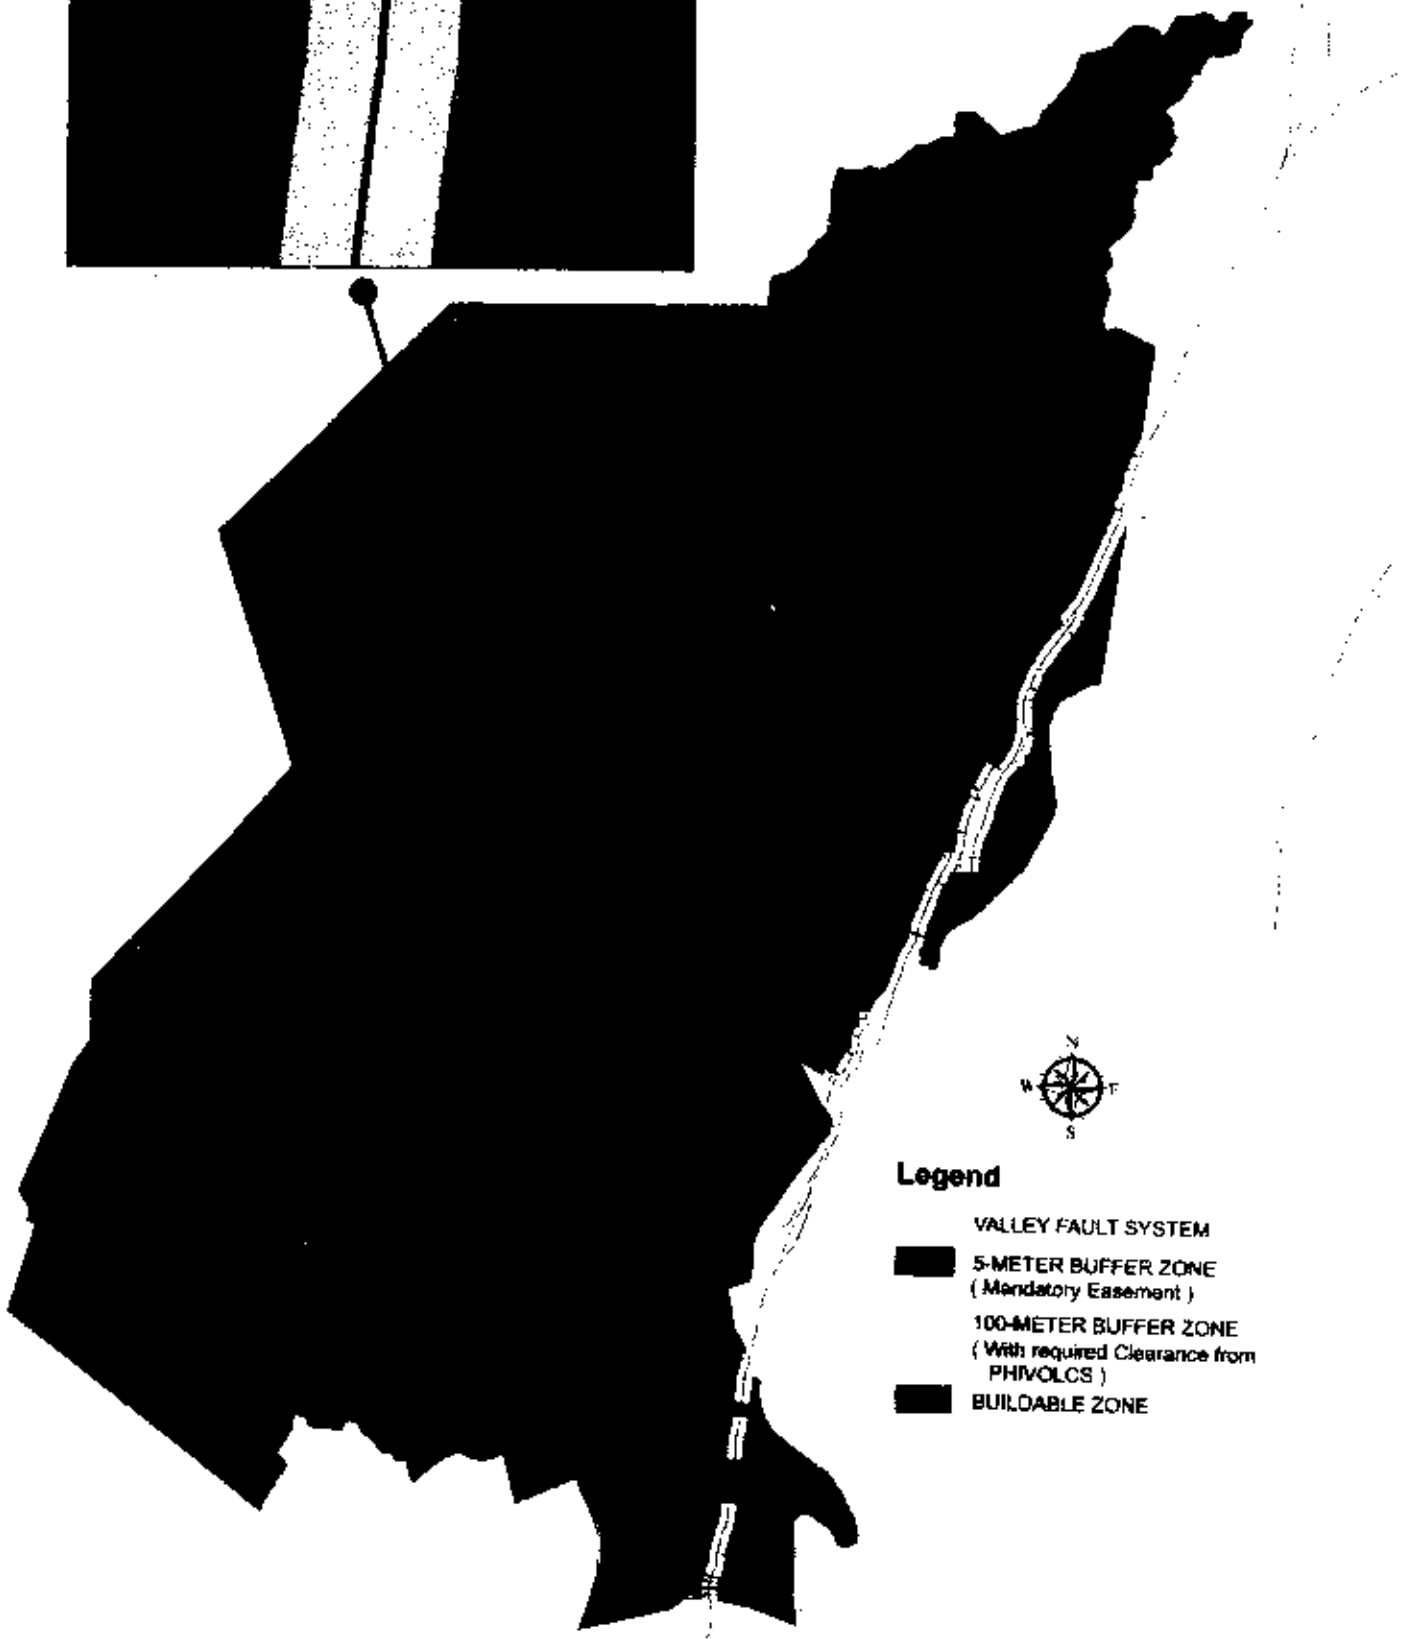 N
W E
S
Legend
VALLEY FAULT SYSTEM
5-METER BUFFER ZONE
( Mandatory Easement )
100-METER BUFFER ZONE
( With required Clearance from
PHIVOLCS )
BUILDABLE ZONE